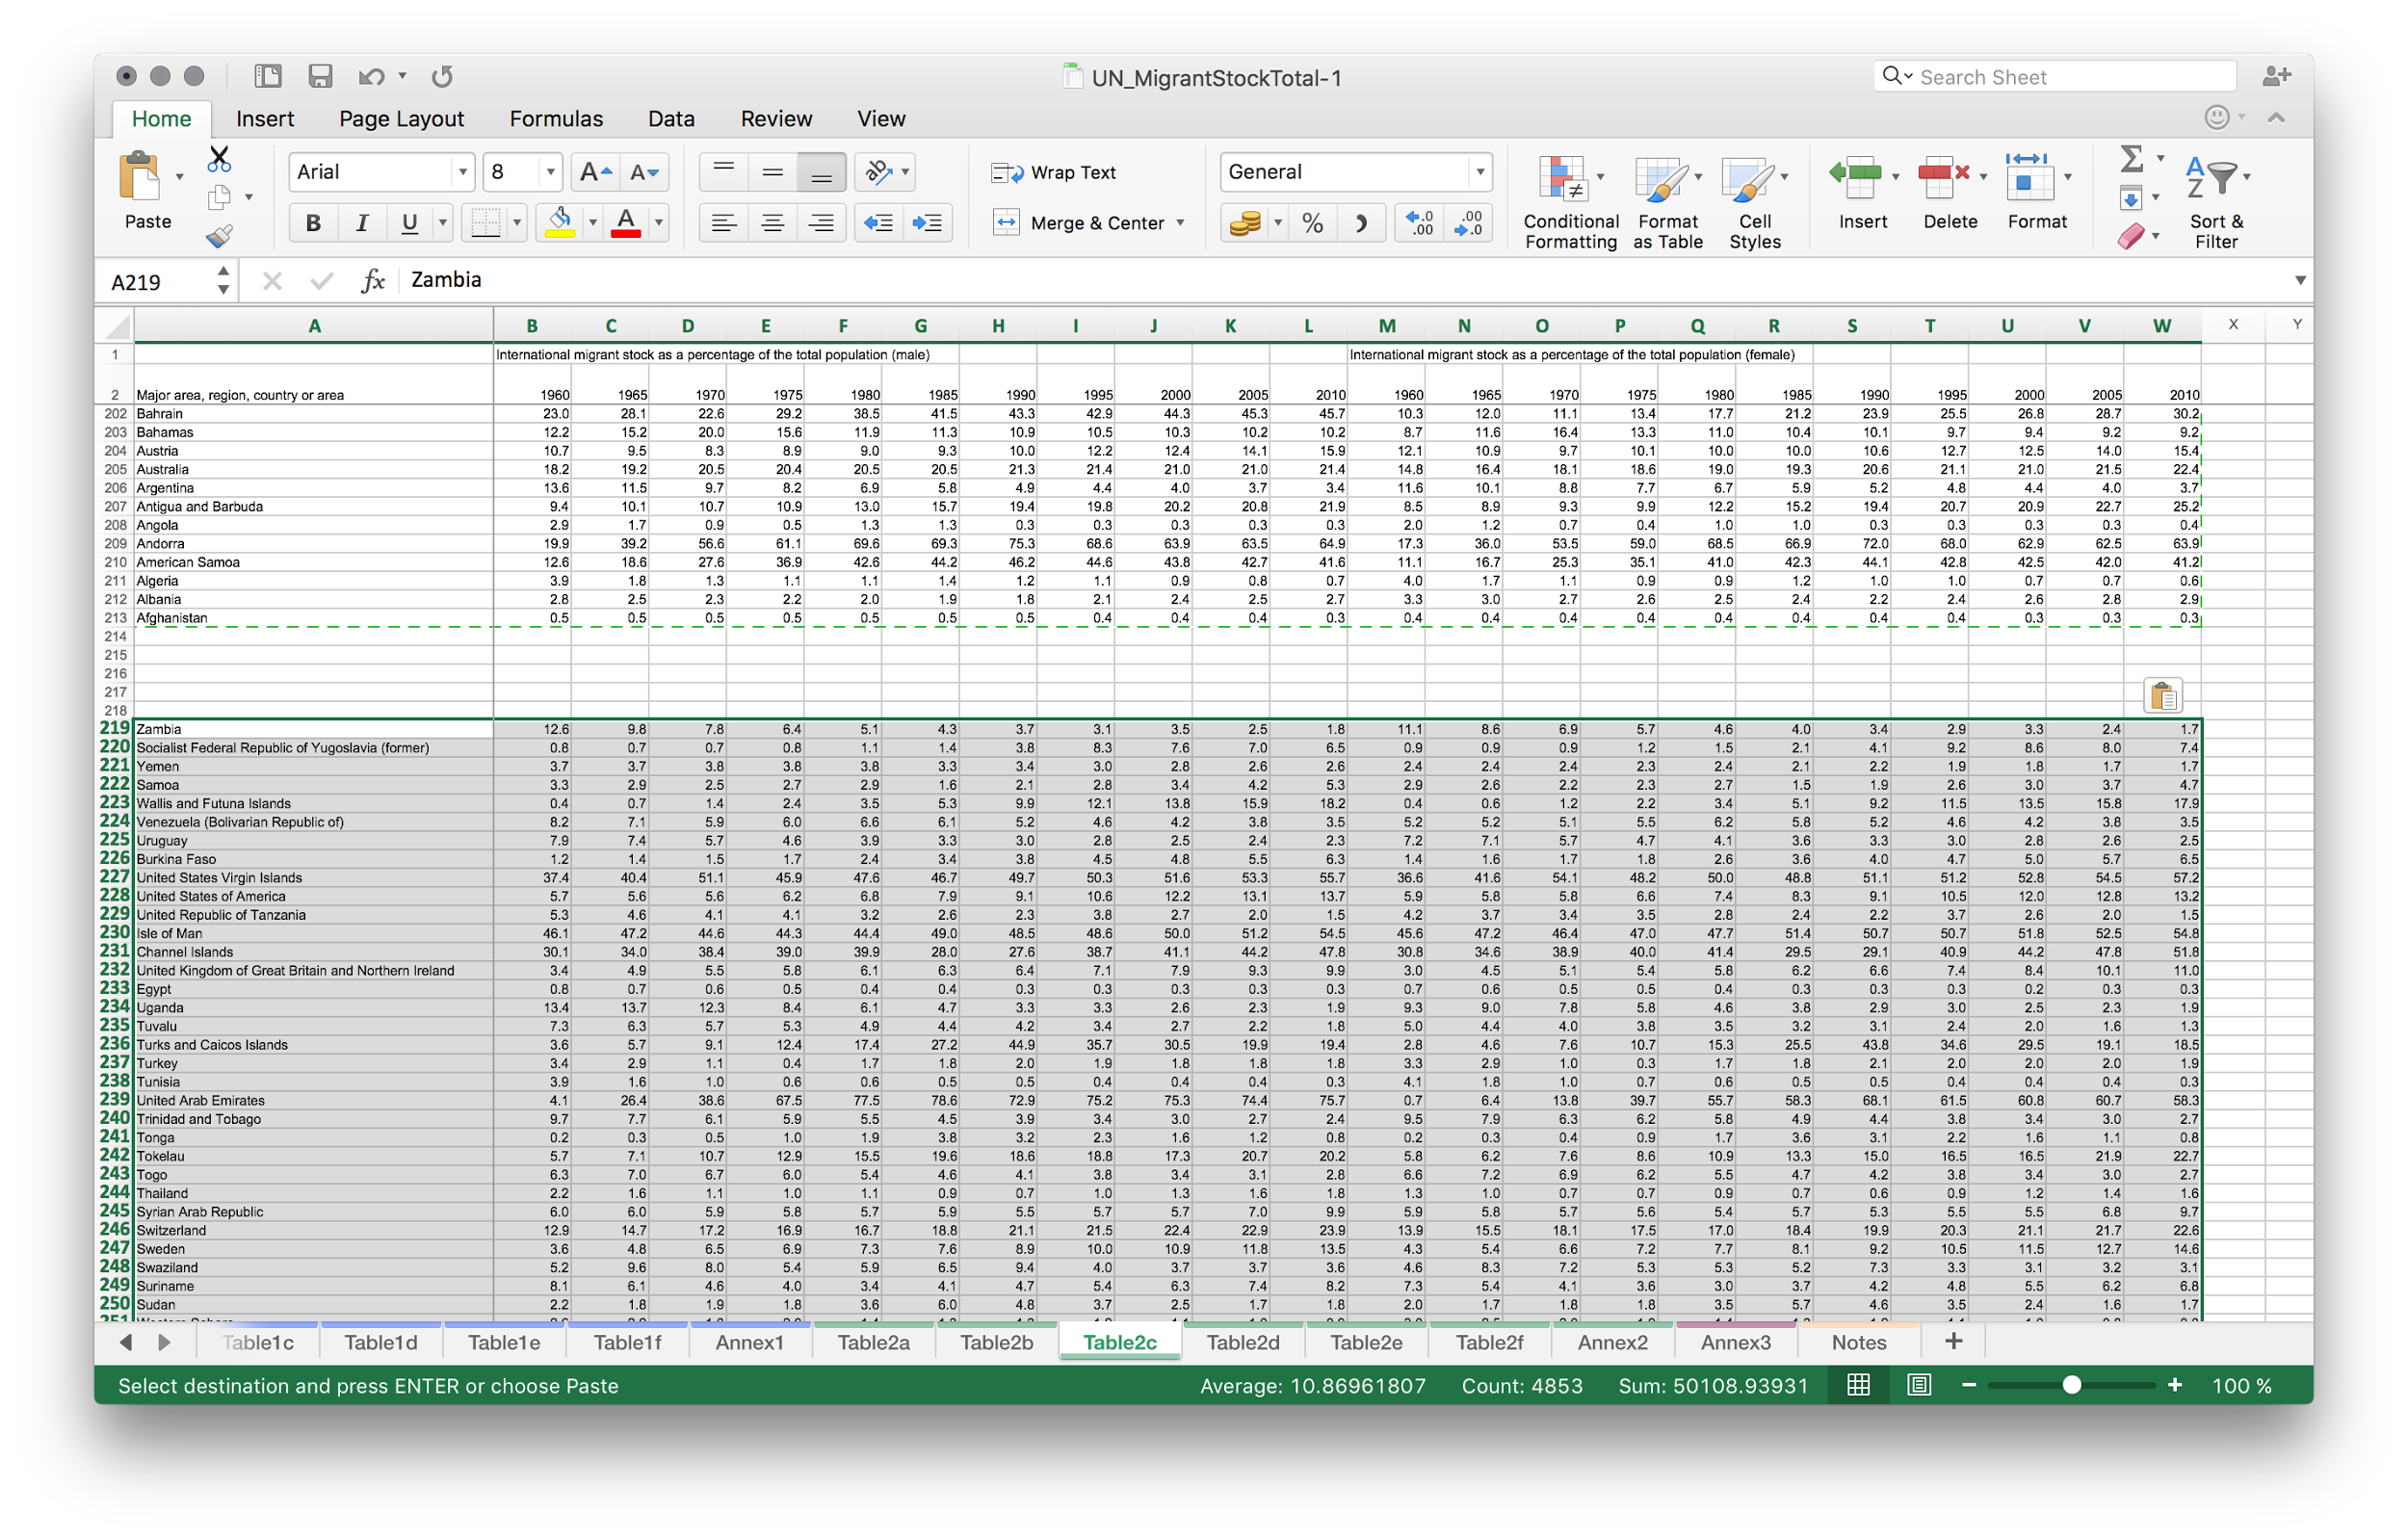 UN_MigrantStockTotal-1
Search Sheet
Home Insert Page Layout Formulas Data Review View
Arial 8 Wrap Text General
Paste Merge & Center Conditional Formatting Format as Table Cell Styles Insert Delete Format Sort & Filter
A219 fx Zambia
A B C D E F G H I J K L M N O P Q R S T U V W X Y
1 International migrant stock as a percentage of the total population (male) International migrant stock as a percentage of the total population (female)
2 Major area, region, country or area 1960 1965 1970 1975 1980 1985 1990 1995 2000 2005 2010 1960 1965 1970 1975 1980 1985 1990 1995 2000 2005 2010
202 Bahrain 23.0 28.1 22.6 29.2 38.5 41.5 43.3 42.9 44.3 45.3 45.7 10.3 12.0 11.1 13.4 17.7 21.2 23.9 25.5 26.8 28.7 30.2
203 Bahamas 12.2 15.2 20.0 15.6 11.9 11.3 10.9 10.5 10.3 10.2 10.2 8.7 11.6 16.4 13.3 11.0 10.4 10.1 9.7 9.4 9.2 9.2
204 Austria 10.7 9.5 8.3 8.9 9.0 9.3 10.0 12.2 12.4 14.1 15.9 12.1 10.9 9.7 10.1 10.0 10.0 10.6 12.7 12.5 14.0 15.4
205 Australia 18.2 19.2 20.5 20.4 20.5 20.5 21.3 21.4 21.0 21.0 21.4 14.8 16.4 18.1 18.6 19.0 19.3 20.6 21.1 21.0 21.5 22.4
206 Argentina 13.6 11.5 9.7 8.2 6.9 5.8 4.9 4.4 4.0 3.7 3.4 11.6 10.1 8.8 7.7 6.7 5.9 5.2 4.8 4.4 4.0 3.7
207 Antigua and Barbuda 9.4 10.1 10.7 10.9 13.0 15.7 19.4 19.8 20.2 20.8 21.9 8.5 8.9 9.3 9.9 12.2 15.2 19.4 20.7 20.9 22.7 25.2
208 Angola 2.9 1.7 0.9 0.5 1.3 1.3 0.3 0.3 0.3 0.3 0.3 2.0 1.2 0.7 0.4 1.0 1.0 0.3 0.3 0.3 0.3 0.4
209 Andorra 19.9 39.2 56.6 61.1 69.6 69.3 75.3 68.6 63.9 63.5 64.9 17.3 36.0 53.5 59.0 68.5 66.9 72.0 68.0 62.9 62.5 63.9
210 American Samoa 12.6 18.6 27.6 36.9 42.6 44.2 46.2 44.6 43.8 42.7 41.6 11.1 16.7 25.3 35.1 41.0 42.3 44.1 42.8 42.5 42.0 41.2
211 Algeria 3.9 1.8 1.3 1.1 1.1 1.4 1.2 1.1 0.9 0.8 0.7 4.0 1.7 1.1 0.9 0.9 1.2 1.0 1.0 0.7 0.7 0.6
212 Albania 2.8 2.5 2.3 2.2 2.0 1.9 1.8 2.1 2.4 2.5 2.7 3.3 3.0 2.7 2.6 2.5 2.4 2.2 2.4 2.6 2.8 2.9
213 Afghanistan 0.5 0.5 0.5 0.5 0.5 0.5 0.5 0.4 0.4 0.4 0.3 0.4 0.4 0.4 0.4 0.4 0.4 0.4 0.4 0.3 0.3 0.3
214
215
216
217
218
219 Zambia 12.6 9.8 7.8 6.4 5.1 4.3 3.7 3.1 3.5 2.5 1.8 11.1 8.6 6.9 5.7 4.6 4.0 3.4 2.9 3.3 2.4 1.7
220 Socialist Federal Republic of Yugoslavia (former) 0.8 0.7 0.7 0.8 1.1 1.4 3.8 8.3 7.6 7.0 6.5 0.9 0.9 0.9 1.2 1.5 2.1 4.1 9.2 8.6 8.0 7.4
221 Yemen 3.7 3.7 3.8 3.8 3.8 3.3 3.4 3.0 2.8 2.6 2.6 2.4 2.4 2.4 2.3 2.4 2.1 2.2 1.9 1.8 1.7 1.7
222 Samoa 3.3 2.9 2.5 2.7 2.9 1.6 2.1 2.8 3.4 4.2 5.3 2.9 2.6 2.2 2.3 2.7 1.5 1.9 2.6 3.0 3.7 4.7
223 Wallis and Futuna Islands 0.4 0.7 1.4 2.4 3.5 5.3 9.9 12.1 13.8 15.9 18.2 0.4 0.6 1.2 2.2 3.4 5.1 9.2 11.5 13.5 15.8 17.9
224 Venezuela (Bolivarian Republic of) 8.2 7.1 5.9 6.0 6.6 6.1 5.2 4.6 4.2 3.8 3.5 5.2 5.2 5.1 5.5 6.2 5.8 5.2 4.6 4.2 3.8 3.5
225 Uruguay 7.9 7.4 5.7 4.6 3.9 3.3 3.0 2.8 2.5 2.4 2.3 7.2 7.1 5.7 4.7 4.1 3.6 3.3 3.0 2.8 2.6 2.5
226 Burkina Faso 1.2 1.4 1.5 1.7 2.4 3.4 3.8 4.5 4.8 5.5 6.3 1.4 1.6 1.7 1.8 2.6 3.6 4.0 4.7 5.0 5.7 6.5
227 United States Virgin Islands 37.4 40.4 51.1 45.9 47.6 46.7 49.7 50.3 51.6 53.3 55.7 36.6 41.6 54.1 48.2 50.0 48.8 51.1 51.2 52.8 54.5 57.2
228 United States of America 5.7 5.6 5.6 6.2 6.8 7.9 9.1 10.6 12.2 13.1 13.7 5.9 5.8 5.8 6.6 7.4 8.3 9.1 10.5 12.0 12.8 13.2
229 United Republic of Tanzania 5.3 4.6 4.1 4.1 3.2 2.6 2.3 3.8 2.7 2.0 1.5 4.2 3.7 3.4 3.5 2.8 2.4 2.2 3.7 2.6 2.0 1.5
230 Isle of Man 46.1 47.2 44.6 44.3 44.4 49.0 48.5 48.6 50.0 51.2 54.5 45.6 47.2 46.4 47.0 47.7 51.4 50.7 50.7 51.8 52.5 54.8
231 Channel Islands 30.1 34.0 38.4 39.0 39.9 28.0 27.6 38.7 41.1 44.2 47.8 30.8 34.6 38.9 40.0 41.4 29.5 29.1 40.9 44.2 47.8 51.8
232 United Kingdom of Great Britain and Northern Ireland 3.4 4.9 5.5 5.8 6.1 6.3 6.4 7.1 7.9 9.3 9.9 3.0 4.5 5.1 5.4 5.8 6.2 6.6 7.4 8.4 10.1 11.0
233 Egypt 0.8 0.7 0.6 0.5 0.4 0.4 0.3 0.3 0.3 0.3 0.3 0.7 0.6 0.5 0.5 0.4 0.3 0.3 0.3 0.2 0.3 0.3
234 Uganda 13.4 13.7 12.3 8.4 6.1 4.7 3.3 3.3 2.6 2.3 1.9 9.3 9.0 7.8 5.8 4.6 3.8 2.9 3.0 2.5 2.3 1.9
235 Tuvalu 7.3 6.3 5.7 5.3 4.9 4.4 4.2 3.4 2.7 2.2 1.8 5.0 4.4 4.0 3.8 3.5 3.2 3.1 2.4 2.0 1.6 1.3
236 Turks and Caicos Islands 3.6 5.7 9.1 12.4 17.4 27.2 44.9 35.7 30.5 19.9 19.4 2.8 4.6 7.6 10.7 15.3 25.5 43.8 34.6 29.5 19.1 18.5
237 Turkey 3.4 2.9 1.1 0.4 1.7 1.8 2.0 1.9 1.8 1.8 1.8 3.3 2.9 1.0 0.3 1.7 1.8 2.1 2.0 2.0 2.0 1.9
238 Tunisia 3.9 1.6 1.0 0.6 0.6 0.5 0.5 0.4 0.4 0.4 0.3 4.1 1.8 1.0 0.7 0.6 0.5 0.5 0.4 0.4 0.4 0.3
239 United Arab Emirates 4.1 26.4 38.6 67.5 77.5 78.6 72.9 75.2 75.3 74.4 75.7 0.7 6.4 13.8 39.7 55.7 58.3 68.1 61.5 60.8 60.7 58.3
240 Trinidad and Tobago 9.7 7.7 6.1 5.9 5.5 4.5 3.9 3.4 3.0 2.7 2.4 9.5 7.9 6.3 6.2 5.8 4.9 4.4 3.8 3.4 3.0 2.7
241 Tonga 0.2 0.3 0.5 1.0 1.9 3.8 3.2 2.3 1.6 1.2 0.8 0.2 0.3 0.4 0.9 1.7 3.6 3.1 2.2 1.6 1.1 0.8
242 Tokelau 5.7 7.1 10.7 12.9 15.5 19.6 18.6 18.8 17.3 20.7 20.2 5.8 6.2 7.6 8.6 10.9 13.3 15.0 16.5 16.5 21.9 22.7
243 Togo 6.3 7.0 6.7 6.0 5.4 4.6 4.1 3.8 3.4 3.1 2.8 6.6 7.2 6.9 6.2 5.5 4.7 4.2 3.8 3.4 3.0 2.7
244 Thailand 2.2 1.6 1.1 1.0 1.1 0.9 0.7 1.0 1.3 1.6 1.8 1.3 1.0 0.7 0.7 0.9 0.7 0.6 0.9 1.2 1.4 1.6
245 Syrian Arab Republic 6.0 6.0 5.9 5.8 5.7 5.9 5.5 5.7 5.7 7.0 9.9 5.9 5.8 5.7 5.6 5.4 5.7 5.3 5.5 5.5 6.8 9.7
246 Switzerland 12.9 14.7 17.2 16.9 16.7 18.8 21.1 21.5 22.4 22.9 23.9 13.9 15.5 18.1 17.5 17.0 18.4 19.9 20.3 21.1 21.7 22.6
247 Sweden 3.6 4.8 6.5 6.9 7.3 7.6 8.9 10.0 10.9 11.8 13.5 4.3 5.4 6.6 7.2 7.7 8.1 9.2 10.5 11.5 12.7 14.6
248 Swaziland 5.2 9.6 8.0 5.4 5.9 6.5 9.4 4.0 3.7 3.7 3.6 4.6 8.3 7.2 5.3 5.3 5.2 7.3 3.3 3.1 3.2 3.1
249 Suriname 8.1 6.1 4.6 4.0 3.4 4.1 4.7 5.4 6.3 7.4 8.2 7.3 5.4 4.1 3.6 3.0 3.7 4.2 4.8 5.5 6.2 6.8
250 Sudan 2.2 1.8 1.9 1.8 3.6 6.0 4.8 3.7 2.5 1.7 1.8 2.0 1.7 1.8 1.8 3.5 5.7 4.6 3.5 2.4 1.6 1.7
Table1c Table1d Table1e Table1f Annex1 Table2a Table2b Table2c Table2d Table2e Table2f Annex2 Annex3 Notes +
Select destination and press ENTER or choose Paste Average: 10.86961807 Count: 4853 Sum: 50108.93931 100 %